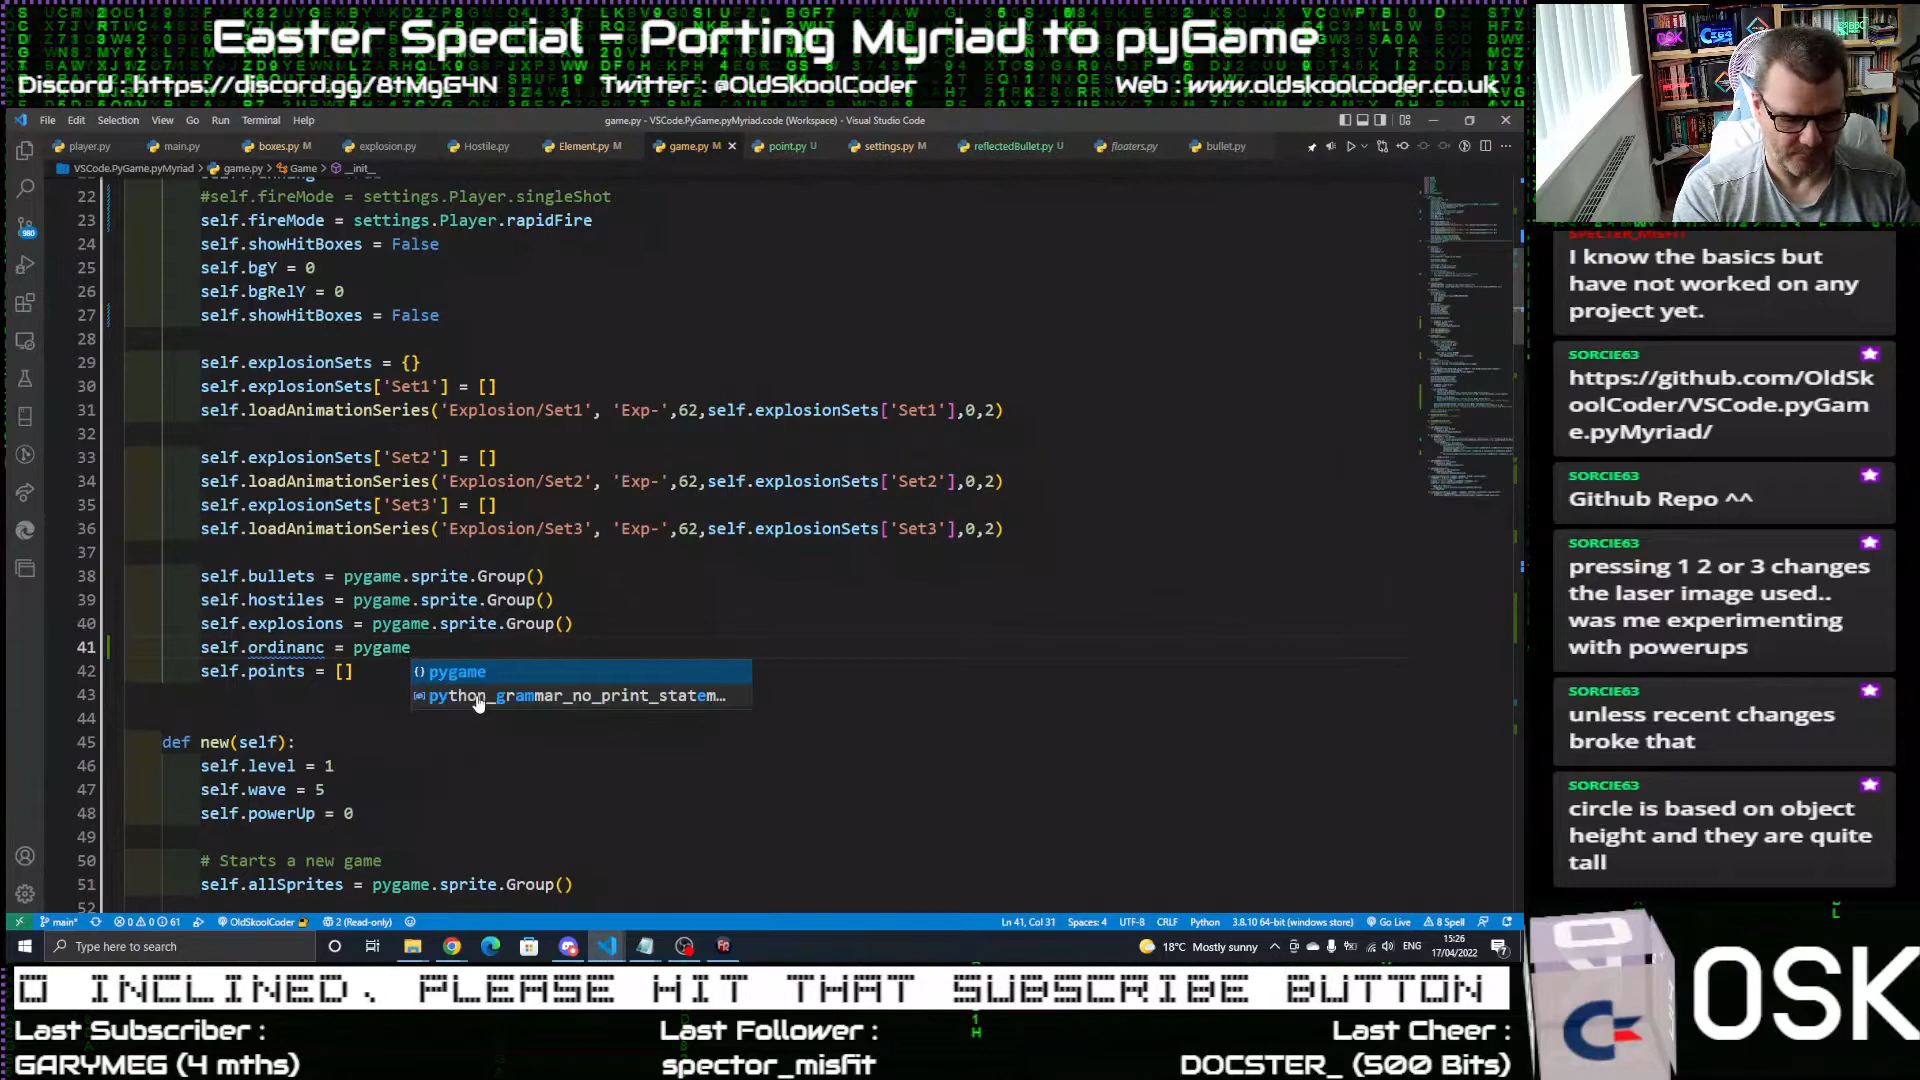 Easter Special - Porting Myriad to pyGame
Discord : https://discord.gg/8tMgG4N
Twitter : @OldSkoolCoder
Web : www.oldskoolcoder.co.uk
File Edit Selection View Go Run Terminal Help
game.py - VSCode.PyGame.pyMyriad.code (Workspace) - Visual Studio Code
player.py
main.py
boxes.py M
explosion.py
Hostile.py
Element.py M
game.py M
point.py U
settings.py M
reflectedBullet.py U
floaters.py
bullet.py
VSCode.PyGame.pyMyriad > game.py > Game > __init__
22 #self.fireMode = settings.Player.singleShot
23 self.fireMode = settings.Player.rapidFire
24 self.showHitBoxes = False
25 self.bgY = 0
26 self.bgRelY = 0
27 self.showHitBoxes = False
28
29 self.explosionSets = {}
30 self.explosionSets['Set1'] = []
31 self.loadAnimationSeries('Explosion/Set1', 'Exp-',62,self.explosionSets['Set1'],0,2)
32
33 self.explosionSets['Set2'] = []
34 self.loadAnimationSeries('Explosion/Set2', 'Exp-',62,self.explosionSets['Set2'],0,2)
35 self.explosionSets['Set3'] = []
36 self.loadAnimationSeries('Explosion/Set3', 'Exp-',62,self.explosionSets['Set3'],0,2)
37
38 self.bullets = pygame.sprite.Group()
39 self.hostiles = pygame.sprite.Group()
40 self.explosions = pygame.sprite.Group()
41 self.ordinanc = pygame
pygame
42 self.points = []
python_grammar_no_print_statem...
43
44
45 def new(self):
46 self.level = 1
47 self.wave = 5
48 self.powerUp = 0
49
50 # Starts a new game
51 self.allSprites = pygame.sprite.Group()
52
980
main*
0 0 61
OldSkoolCoder
2 (Read-only)
Ln 41, Col 31
Spaces: 4
UTF-8
CRLF
Python
3.8.10 64-bit (windows store)
Go Live
8 Spell
Type here to search
18°C Mostly sunny
ENG
15:26
17/04/2022
7
I know the basics but
have not worked on any
project yet.
SORCIE63
https://github.com/OldSk
oolCoder/VSCode.pyGam
e.pyMyriad/
SORCIE63
Github Repo ^^
SORCIE63
pressing 1 2 or 3 changes
the laser image used..
was me experimenting
with powerups
SORCIE63
unless recent changes
broke that
SORCIE63
circle is based on object
height and they are quite
tall
O INCLINED. PLEASE HIT THAT SUBSCRIBE BUTTON
Last Subscriber :
GARYMEG (4 mths)
Last Follower :
spector_misfit
Last Cheer :
DOCSTER_ (500 Bits)
OSK